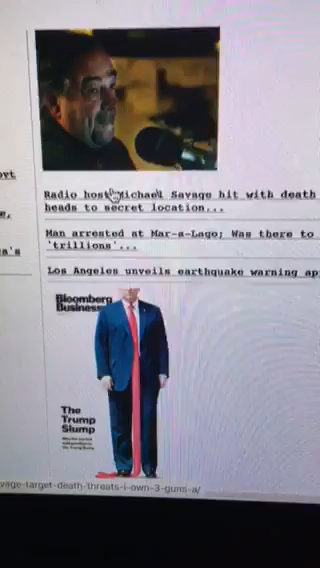 ovt
Radio host Michael Savage hit with death
heads to secret location...
e,
Man arrested at Mar-a-Lago; Was there to
'trillions'...
a's
Los Angeles unveils earthquake warning ap
Bloomberg
Business
The
Trump
Slump
vage-target-death-threats-i-own-3-guns-a/